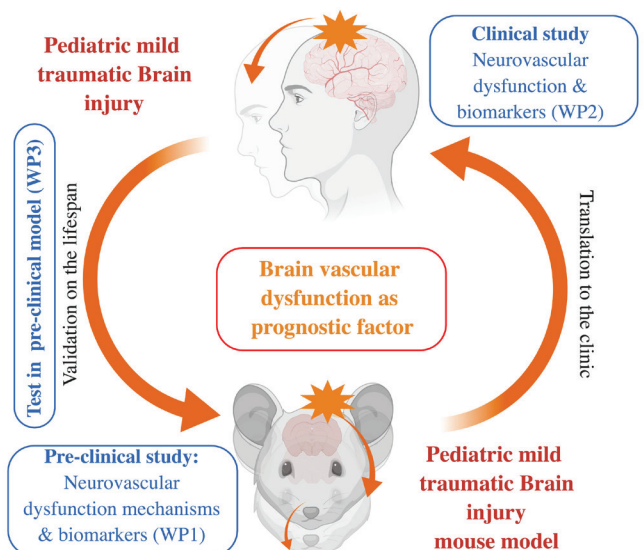 Pediatric mild
traumatic Brain
injury
Clinical study
Neurovascular
dysfunction &
biomarkers (WP2)
Test in pre-clinical model (WP3)
Validation on the lifespan
Brain vascular
dysfunction as
prognostic factor
Translation to the clinic
Pre-clinical study:
Neurovascular
dysfunction mechanisms
& biomarkers (WP1)
Pediatric mild
traumatic Brain
injury
mouse model